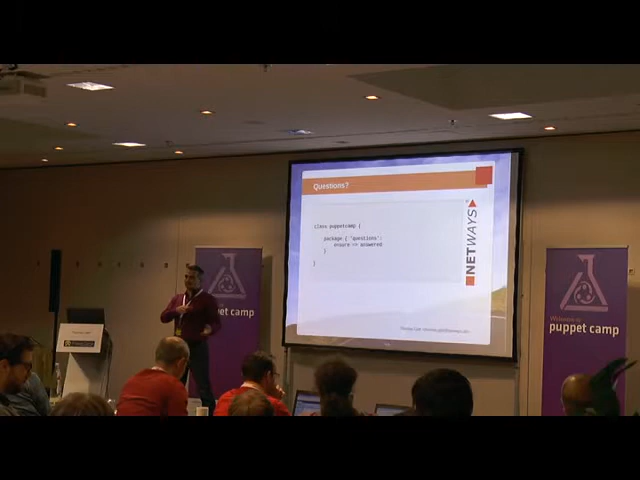 Questions?
class puppetcamp {
package { 'questions':
ensure => answered
}
}
NETWAYS
puppet camp
Welcome to
puppet camp